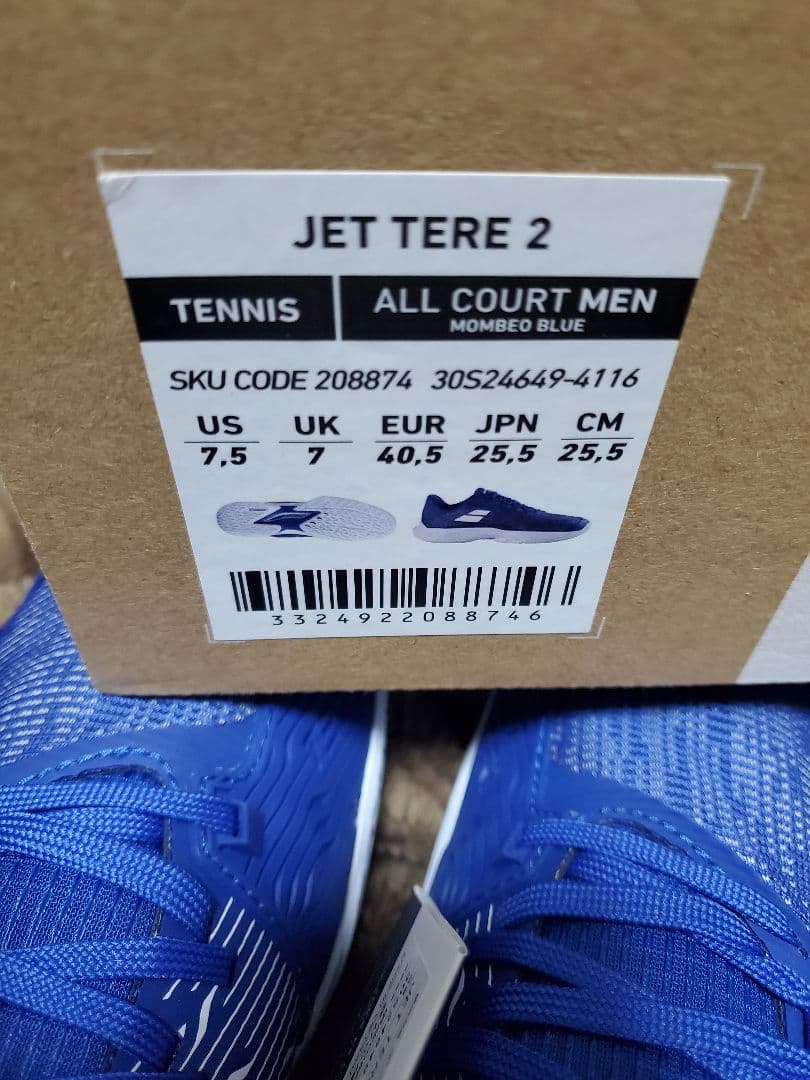 JET TERE 2
TENNIS ALL COURT MEN
MOMBEO BLUE
SKU CODE 208874 30S24649-4116
US UK EUR JPN CM
7,5 7 40,5 25,5 25,5
3324922088746